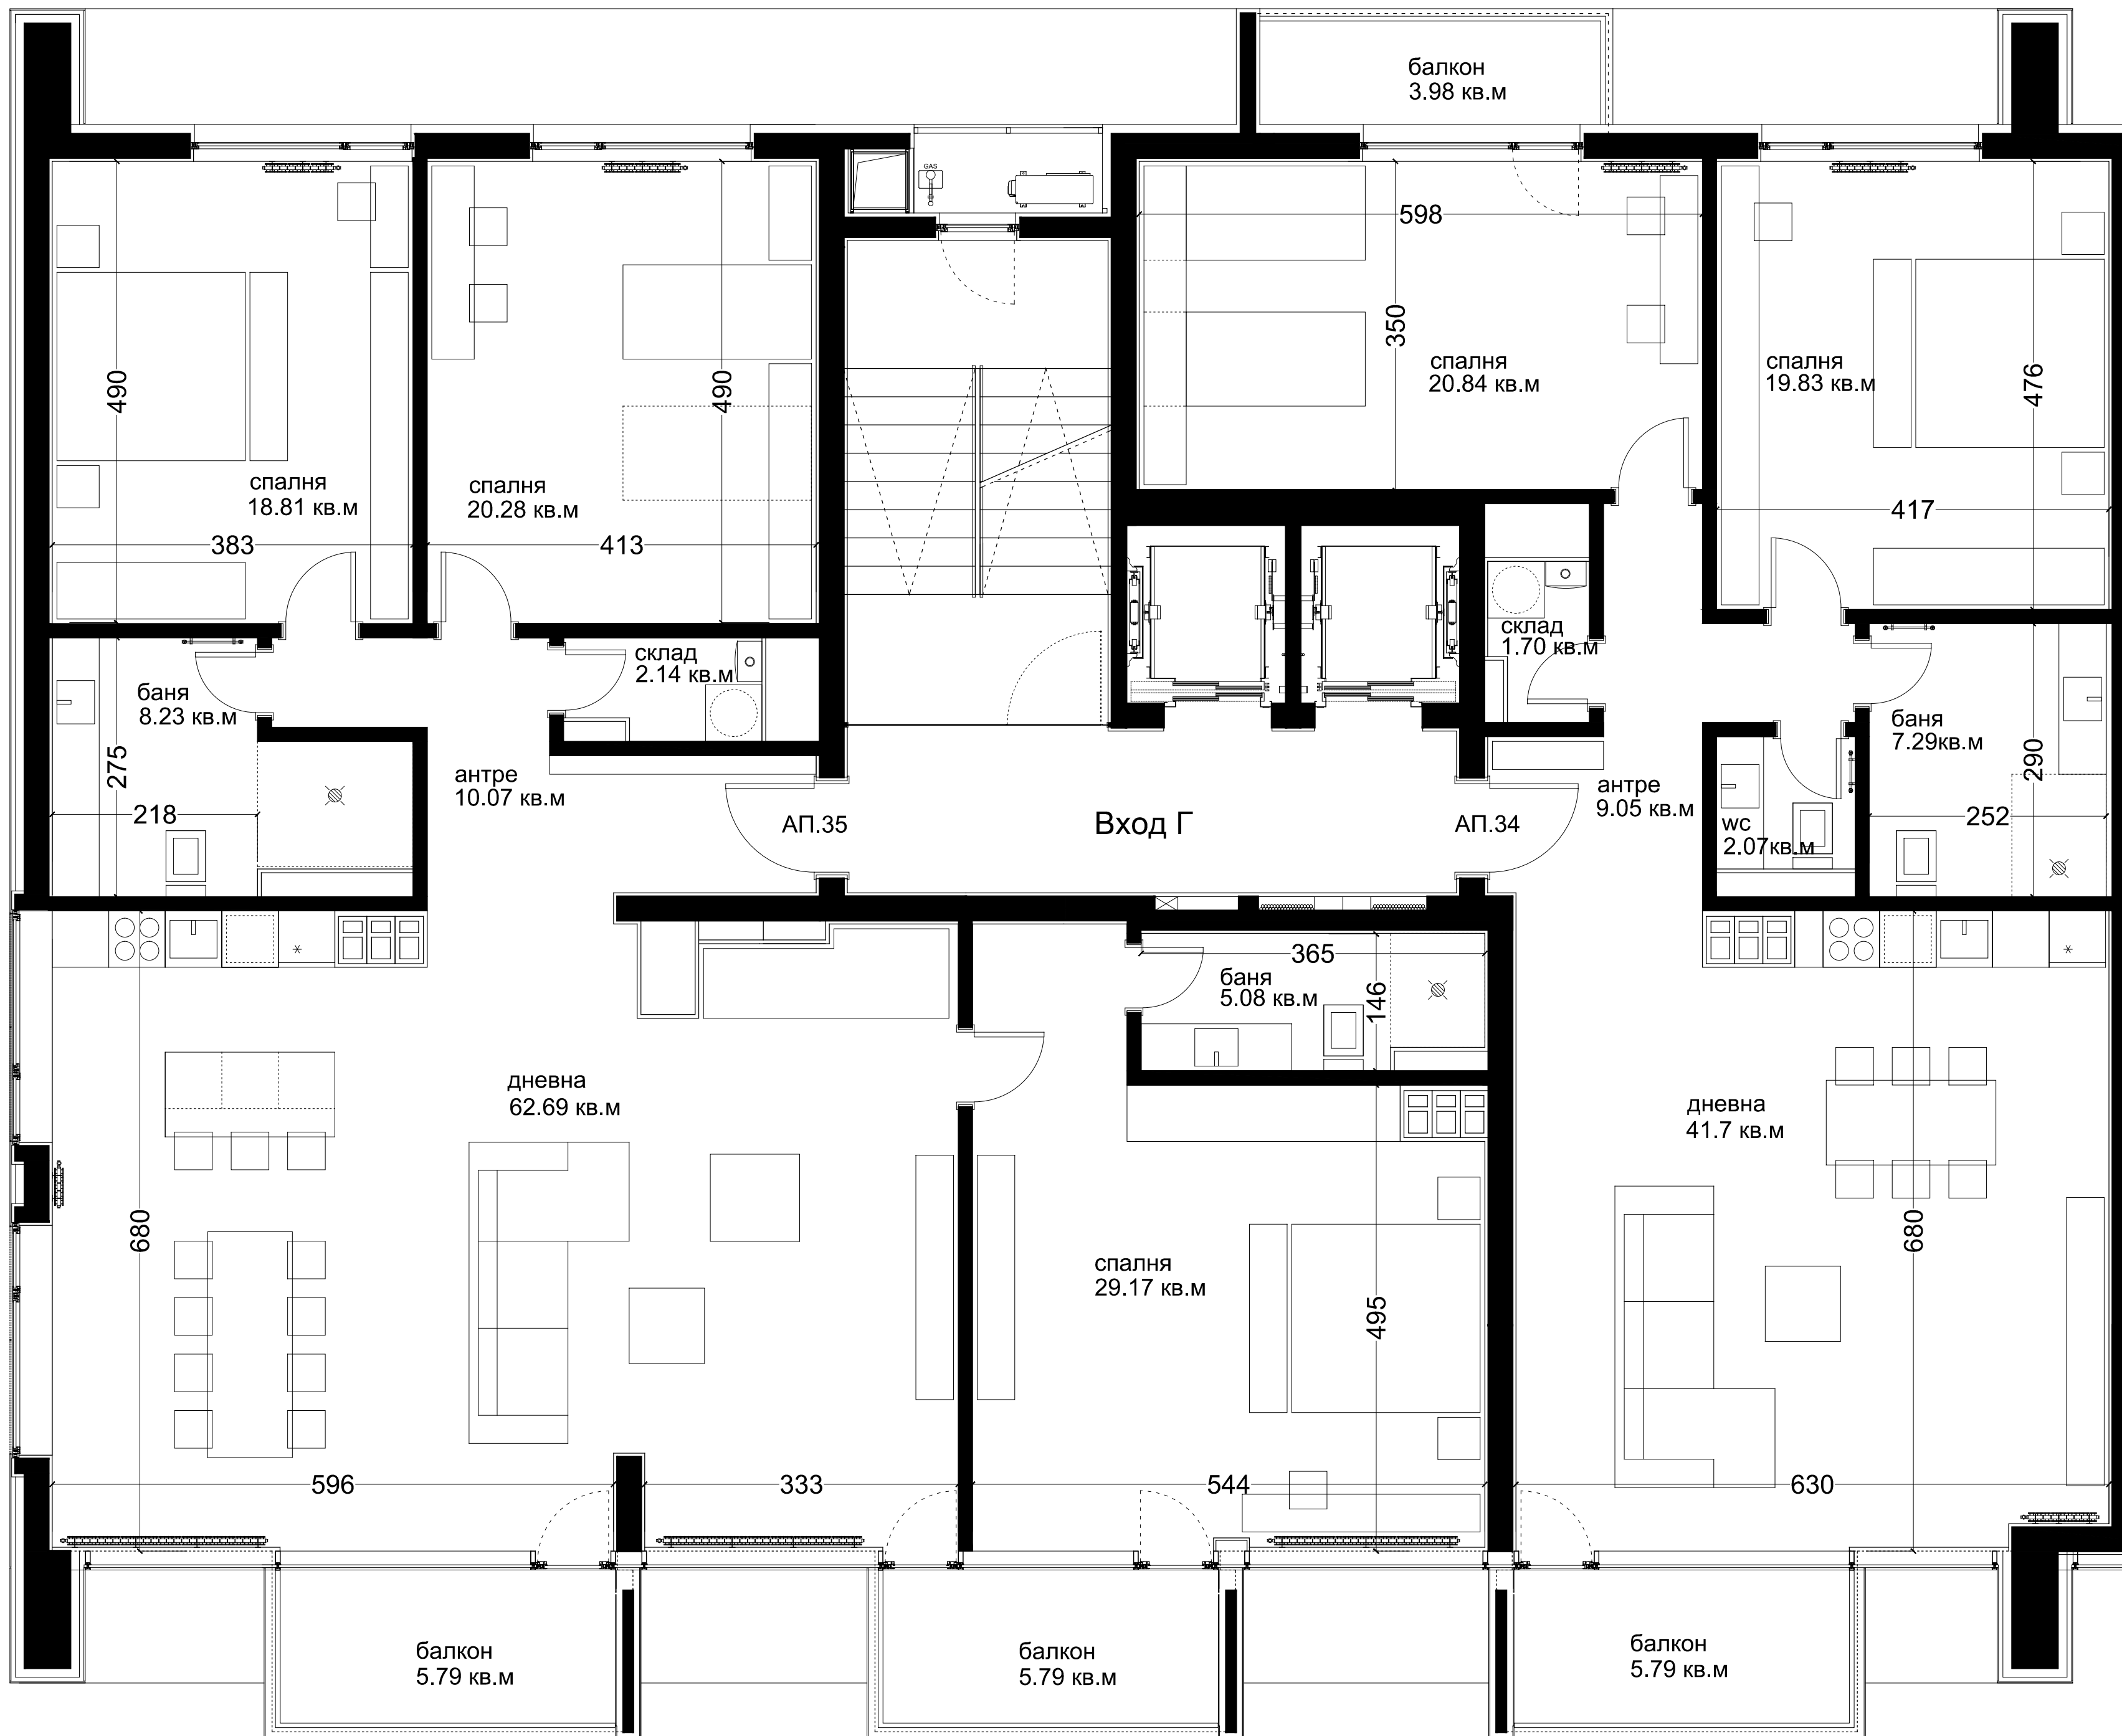 балкон
3.98 кв.м
GAS
598
350
490
490
спалня
20.84 кв.м
спалня
19.83 кв.м
476
спалня
18.81 кв.м
спалня
20.28 кв.м
417
383
413
склад
2.14 кв.м
склад
1.70 кв.м
баня
8.23 кв.м
баня
7.29кв.м
275
290
антре
10.07 кв.м
антре
9.05 кв.м
218
252
АП.35
Вход Г
АП.34
wc
2.07кв.м
365
баня
5.08 кв.м
146
дневна
62.69 кв.м
дневна
41.7 кв.м
680
680
спалня
29.17 кв.м
495
596
333
544
630
балкон
5.79 кв.м
балкон
5.79 кв.м
балкон
5.79 кв.м